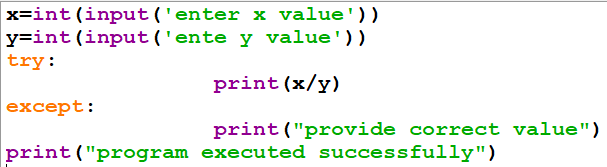 x=int(input('enter x value'))
y=int(input('ente y value'))
try:
print(x/y)
except:
print("provide correct value")
print("program executed successfully")